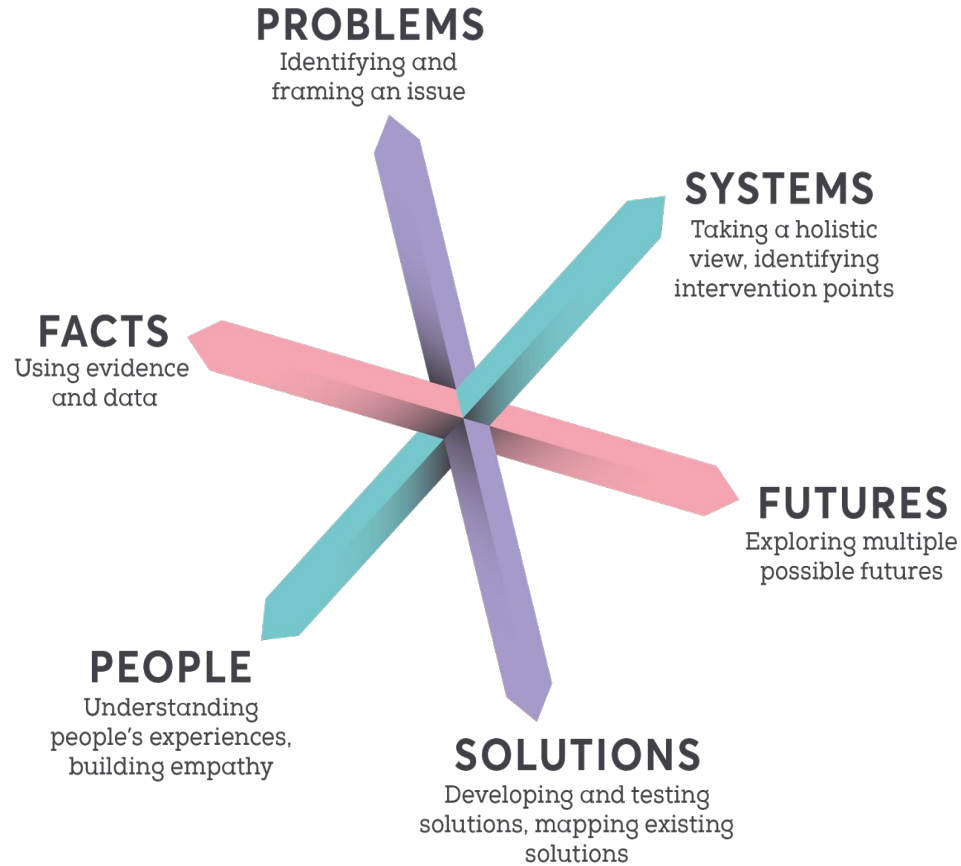 PROBLEMS
Identifying and
framing an issue
SYSTEMS
Taking a holistic
view, identifying
intervention points
FACTS
Using evidence
and data
FUTURES
Exploring multiple
possible futures
PEOPLE
Understanding
people's experiences,
building empathy
SOLUTIONS
Developing and testing
solutions, mapping existing
solutions